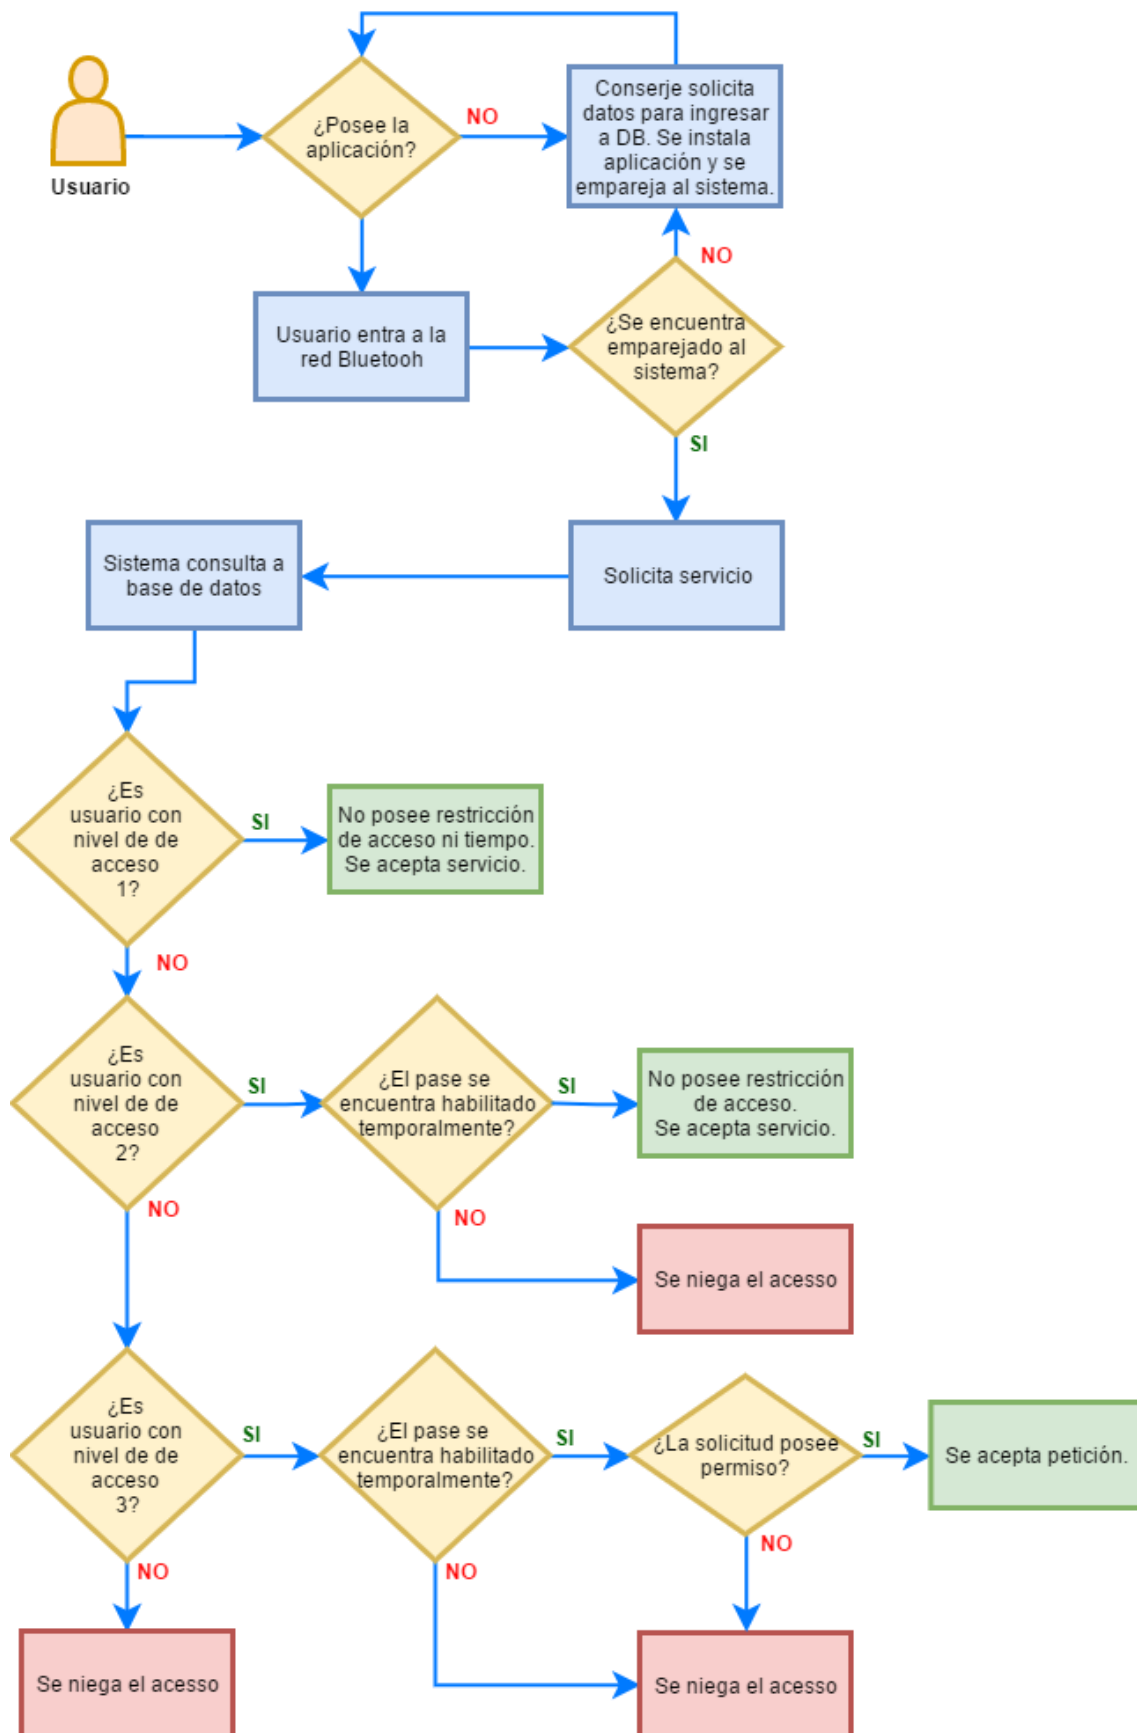 ¿Posee la
aplicación?
NO
Conserje solicita
datos para ingresar
a DB. Se instala
aplicación y se
empareja al sistema.
Usuario
NO
Usuario entra a la
red Bluetooh
¿Se encuentra
emparejado al
sistema?
SI
Sistema consulta a
base de datos
Solicita servicio
¿Es
usuario con
nivel de de
acceso
1?
SI
No posee restricción
de acceso ni tiempo.
Se acepta servicio.
NO
¿Es
usuario con
nivel de de
acceso
2?
SI
¿El pase se
encuentra habilitado
temporalmente?
SI
No posee restricción
de acceso.
Se acepta servicio.
NO
NO
Se niega el acesso
¿Es
usuario con
nivel de de
acceso
3?
SI
¿El pase se
encuentra habilitado
temporalmente?
SI
¿La solicitud posee
permiso?
SI
Se acepta petición.
NO
NO
NO
Se niega el acesso
Se niega el acesso